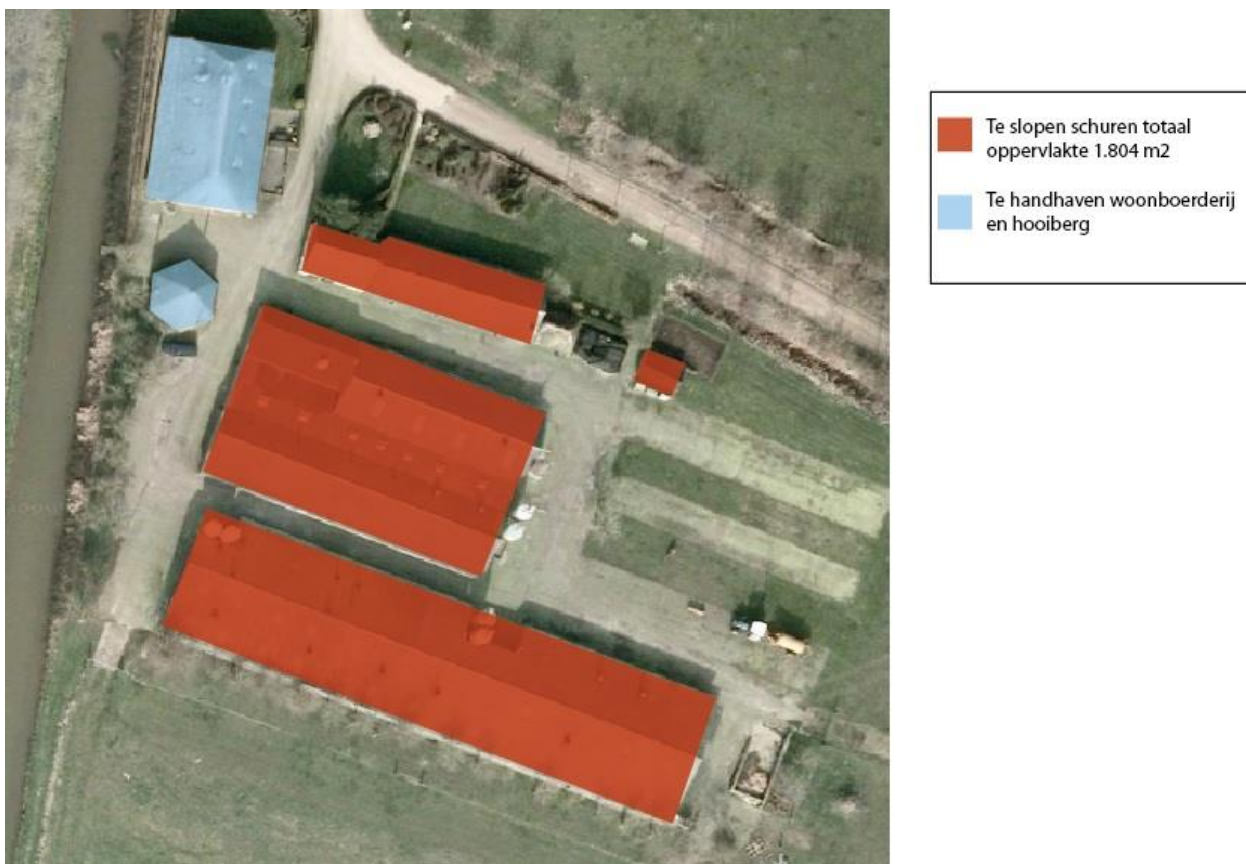 Te slopen schuren totaal
oppervlakte 1.804 m2
Te handhaven woonboerderij
en hooiberg